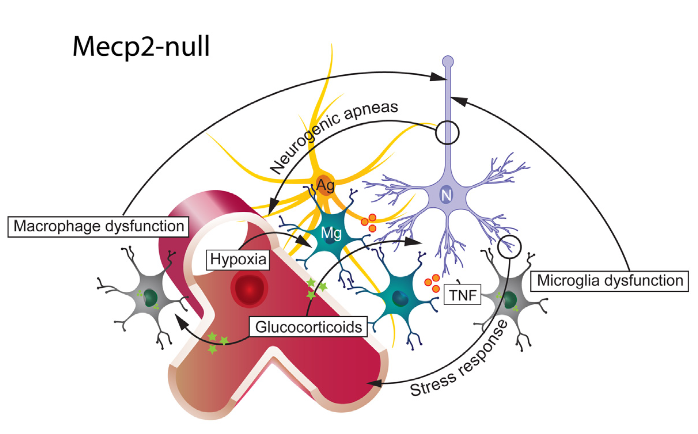 Mecp2-null
Neurogenic apneas
Ag
N
Macrophage dysfunction
Mg
Hypoxia
Microglia dysfunction
TNF
Glucocorticoids
Stress response